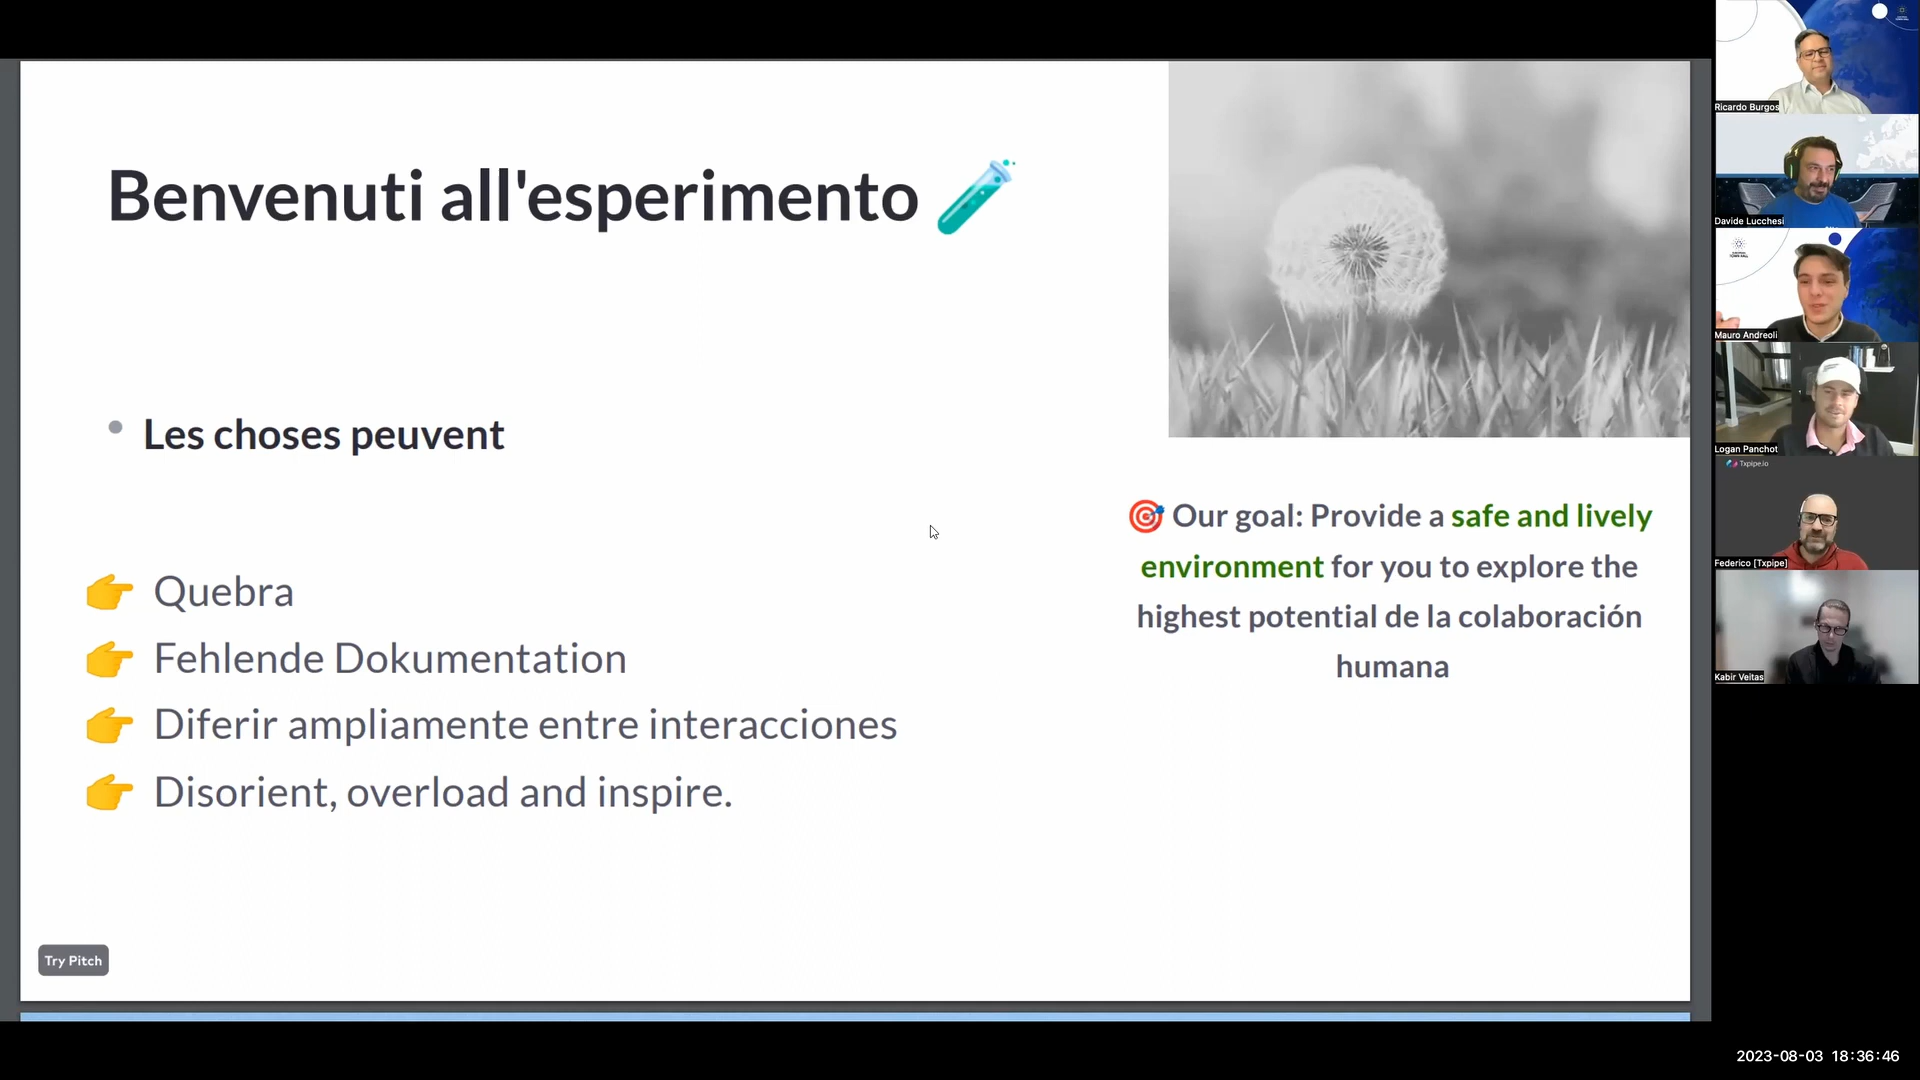 Benvenuti all'esperimento
Les choses peuvent
Quebra
Fehlende Dokumentation
Diferir ampliamente entre interacciones
Disorient, overload and inspire.
Our goal: Provide a safe and lively
environment for you to explore the
highest potential de la colaboración
humana
Try Pitch
Ricardo Burgos
Davide Lucchesi
Mauro Andreoli
Logan Panchot
Txpipe.io
Federico [Txpipe]
Kabir Veitas
2023-08-03 18:36:46